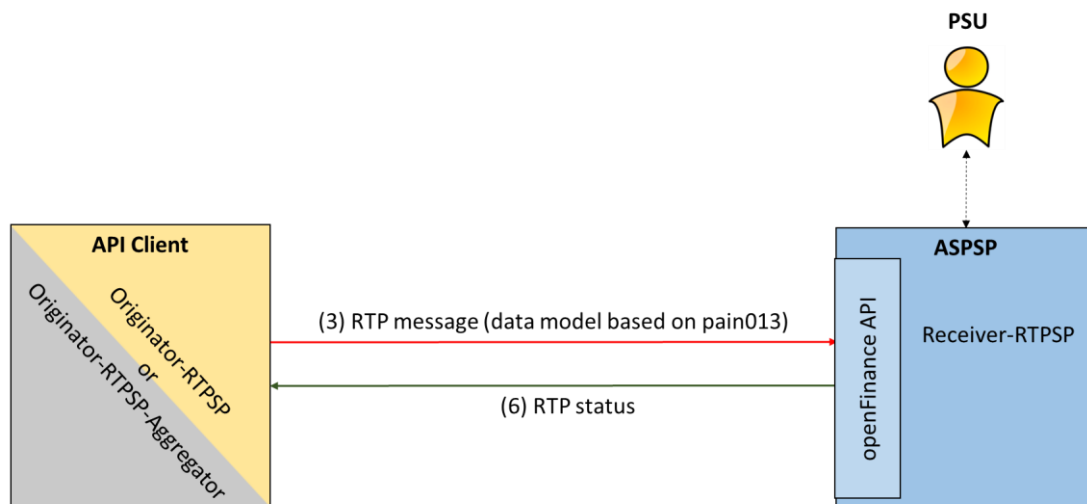 PSU
API Client
ASPSP
Originator-RTPSP
or
Originator-RTPSP-Aggregator
(3) RTP message (data model based on pain013)
(6) RTP status
openFinance API
Receiver-RTPSP